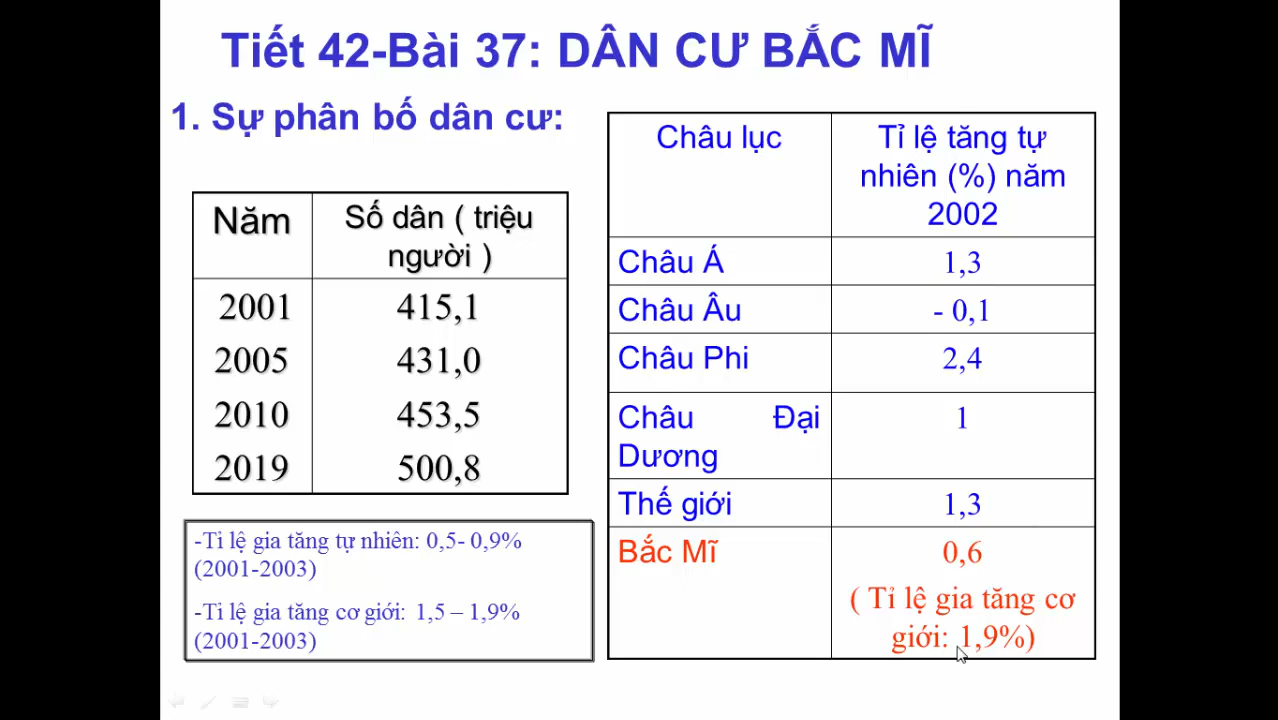 Tiết 42-Bài 37: DÂN CƯ BẮC MĨ
1. Sự phân bố dân cư:
Năm
Số dân ( triệu
người )
2001
415,1
2005
431,0
2010
453,5
2019
500,8
-Tỉ lệ gia tăng tự nhiên: 0,5- 0,9%
(2001-2003)
-Tỉ lệ gia tăng cơ giới: 1,5 – 1,9%
(2001-2003)
Châu lục
Tỉ lệ tăng tự
nhiên (%) năm
2002
Châu Á
1,3
Châu Âu
- 0,1
Châu Phi
2,4
Châu Đại
Dương
1
Thế giới
1,3
Bắc Mĩ
0,6
( Tỉ lệ gia tăng cơ
giới: 1,9%)